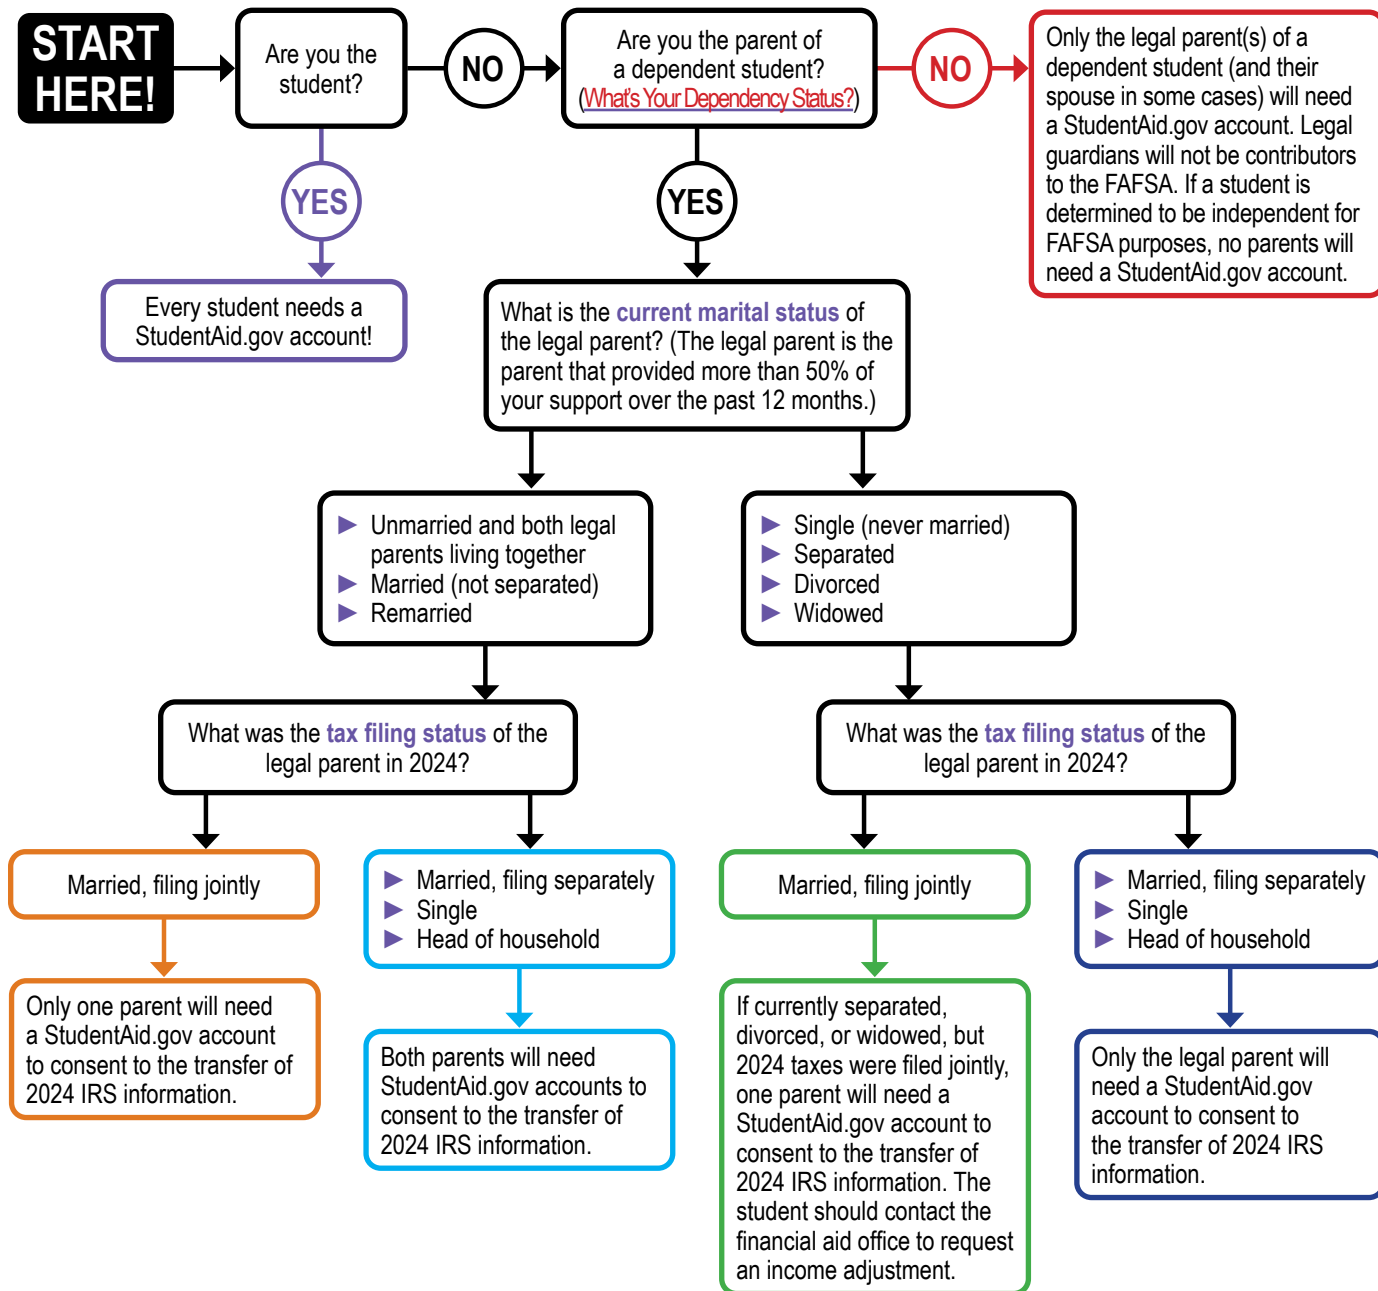 START
HERE!
Are you the
student?
NO
Are you the parent of
a dependent student?
(What's Your Dependency Status?)
NO
Only the legal parent(s) of a
dependent student (and their
spouse in some cases) will need
a StudentAid.gov account. Legal
guardians will not be contributors
to the FAFSA. If a student is
determined to be independent for
FAFSA purposes, no parents will
need a StudentAid.gov account.
YES
Every student needs a
StudentAid.gov account!
YES
What is the current marital status of
the legal parent? (The legal parent is the
parent that provided more than 50% of
your support over the past 12 months.)
► Unmarried and both legal
parents living together
► Married (not separated)
► Remarried
► Single (never married)
► Separated
► Divorced
► Widowed
What was the tax filing status of the
legal parent in 2024?
What was the tax filing status of the
legal parent in 2024?
Married, filing jointly
► Married, filing separately
► Single
► Head of household
Married, filing jointly
► Married, filing separately
► Single
► Head of household
Only one parent will need
a StudentAid.gov account
to consent to the transfer of
2024 IRS information.
Both parents will need
StudentAid.gov accounts to
consent to the transfer of
2024 IRS information.
If currently separated,
divorced, or widowed, but
2024 taxes were filed jointly,
one parent will need a
StudentAid.gov account to
consent to the transfer of
2024 IRS information. The
student should contact the
financial aid office to request
an income adjustment.
Only the legal parent will
need a StudentAid.gov
account to consent to
the transfer of 2024 IRS
information.